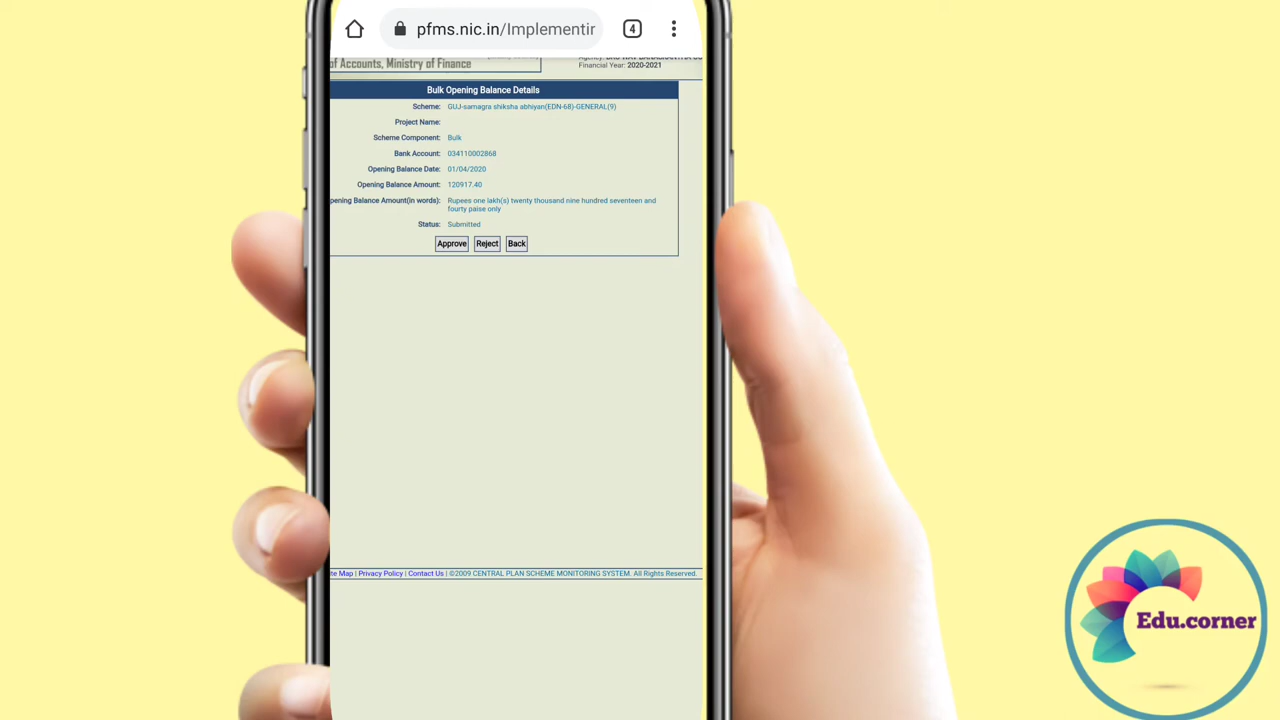 pfms.nic.in/Implementir
4
of Accounts, Ministry of Finance
Financial Year: 2020-2021
Bulk Opening Balance Details
Scheme: GUJ-samagra shiksha abhiyan(EDN-68)-GENERAL(9)
Project Name:
Scheme Component: Bulk
Bank Account: 034110002868
Opening Balance Date: 01/04/2020
Opening Balance Amount: 120917.40
pening Balance Amount(in words): Rupees one lakh(s) twenty thousand nine hundred seventeen and
fourty paise only
Status: Submitted
Approve Reject Back
te Map | Privacy Policy | Contact Us | ©2009 CENTRAL PLAN SCHEME MONITORING SYSTEM. All Rights Reserved.
Edu.corner